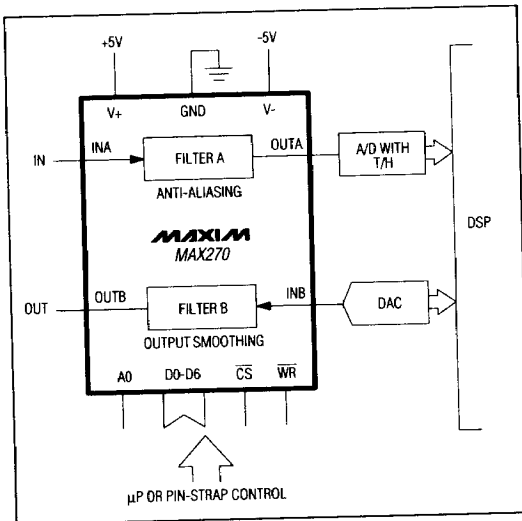 +5V
-5V
V+
GND
V-
IN
INA
FILTER A
OUTA
A/D WITH
T/H
ANTI-ALIASING
DSP
MAXIM
MAX270
OUT
OUTB
FILTER B
INB
DAC
OUTPUT SMOOTHING
A0
D0-D6
CS
WR
µP OR PIN-STRAP CONTROL